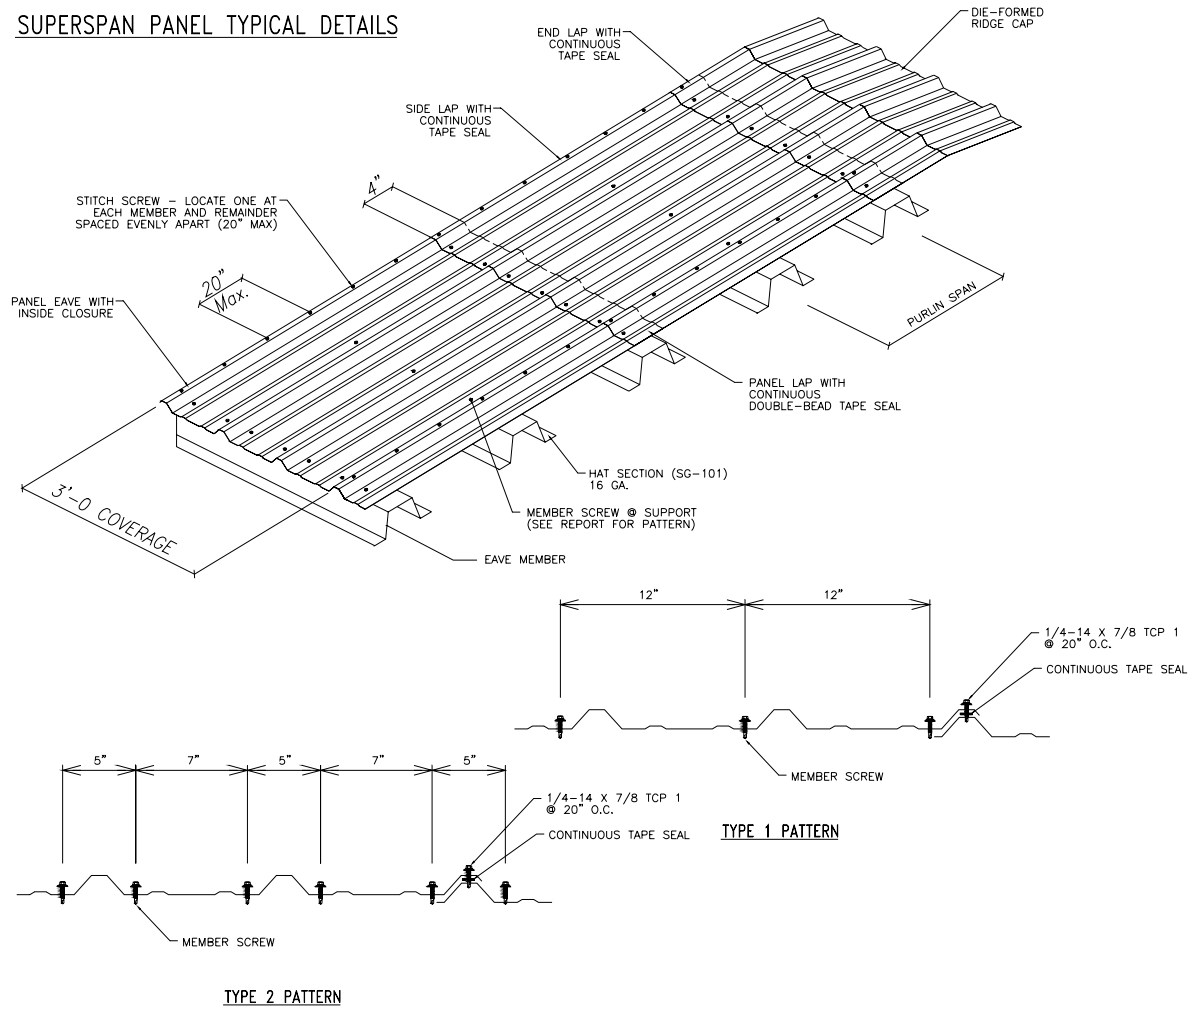 SUPERSPAN PANEL TYPICAL DETAILS
DIE-FORMED
RIDGE CAP
END LAP WITH
CONTINUOUS
TAPE SEAL
SIDE LAP WITH
CONTINUOUS
TAPE SEAL
4"
STITCH SCREW - LOCATE ONE AT
EACH MEMBER AND REMAINDER
SPACED EVENLY APART (20" MAX)
20"
Max.
PANEL EAVE WITH
INSIDE CLOSURE
PURLIN SPAN
PANEL LAP WITH
CONTINUOUS
DOUBLE-BEAD TAPE SEAL
HAT SECTION (SG-101)
16 GA.
MEMBER SCREW @ SUPPORT
(SEE REPORT FOR PATTERN)
3'-0 COVERAGE
EAVE MEMBER
12"
12"
1/4-14 X 7/8 TCP 1
@ 20" O.C.
CONTINUOUS TAPE SEAL
MEMBER SCREW
TYPE 1 PATTERN
5"
7"
5"
7"
5"
1/4-14 X 7/8 TCP 1
@ 20" O.C.
CONTINUOUS TAPE SEAL
MEMBER SCREW
TYPE 2 PATTERN